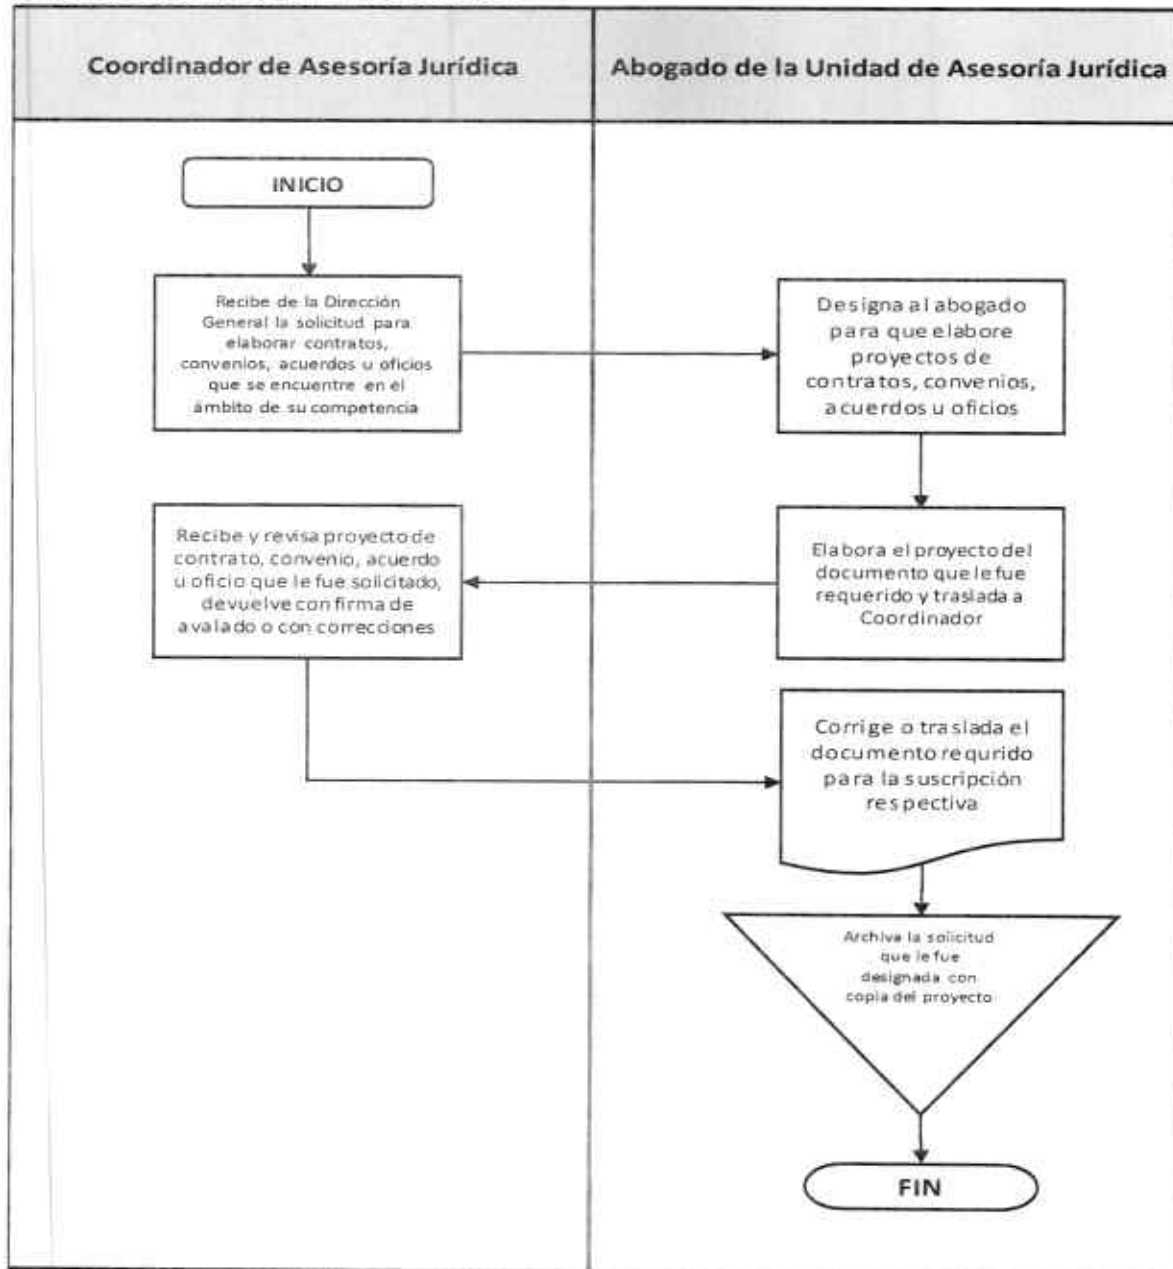 Coordinador de Asesoría Jurídica
Abogado de la Unidad de Asesoría Jurídica
INICIO
Recibe de la Dirección
General la solicitud para
elaborar contratos,
convenios, acuerdos u oficios
que se encuentre en el
ámbito de su competencia
Designa al abogado
para que elabore
proyectos de
contratos, convenios,
acuerdos u oficios
Elabora el proyecto del
documento que le fue
requerido y traslada a
Coordinador
Recibe y revisa proyecto de
contrato, convenio, acuerdo
u oficio que le fue solicitado,
devuelve con firma de
avalado o con correcciones
Corrige o traslada el
documento requrido
para la suscripción
respectiva
Archiva la solicitud
que le fue
designada con
copia del proyecto
FIN